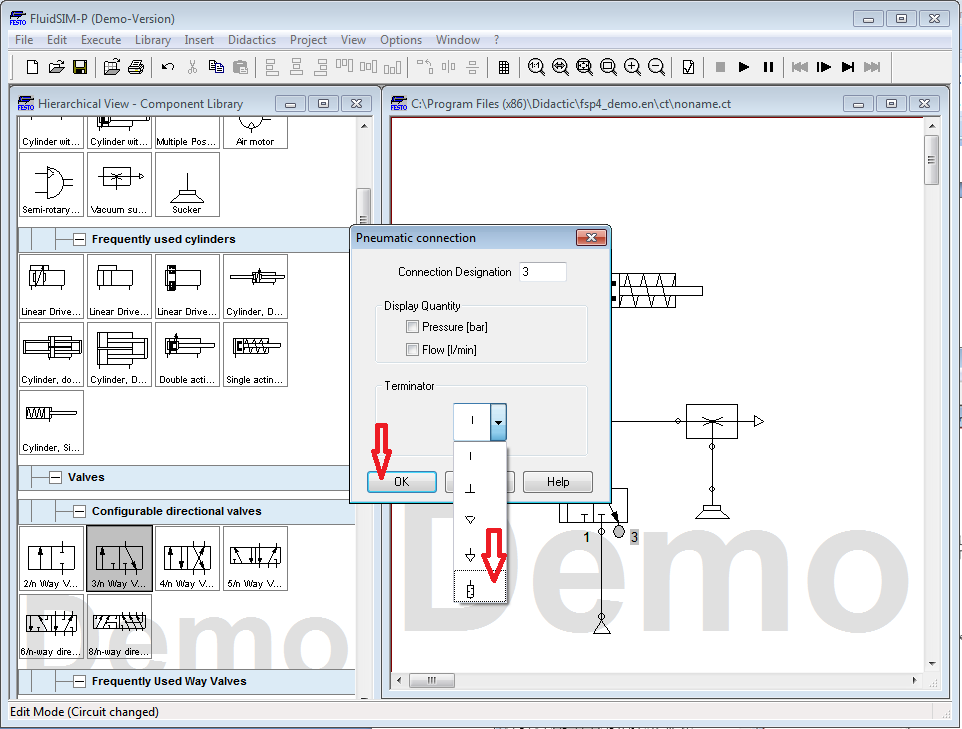 FESTO FluidSIM-P (Demo-Version)
File Edit Execute Library Insert Didactics Project View Options Window ?
1:1
FESTO Hierarchical View - Component Library
FESTO C:\Program Files (x86)\Didactic\fsp4_demo.en\ct\noname.ct
Cylinder wit... Cylinder wit... Multiple Pos... Air motor
Semi-rotary... Vacuum su... Sucker
Frequently used cylinders
Linear Drive... Linear Drive... Linear Drive... Cylinder, D...
Cylinder, do... Cylinder, D... Double acti... Single actin...
Cylinder, Si...
Valves
Configurable directional valves
2/n Way V... 3/n Way V... 4/n Way V... 5/n Way V...
6/n-way dire... 8/n-way dire...
Frequently Used Way Valves
Demo
Pneumatic connection
Connection Designation 3
Display Quantity
Pressure [bar]
Flow [l/min]
Terminator
OK Help
1 3
Demo
Edit Mode (Circuit changed)